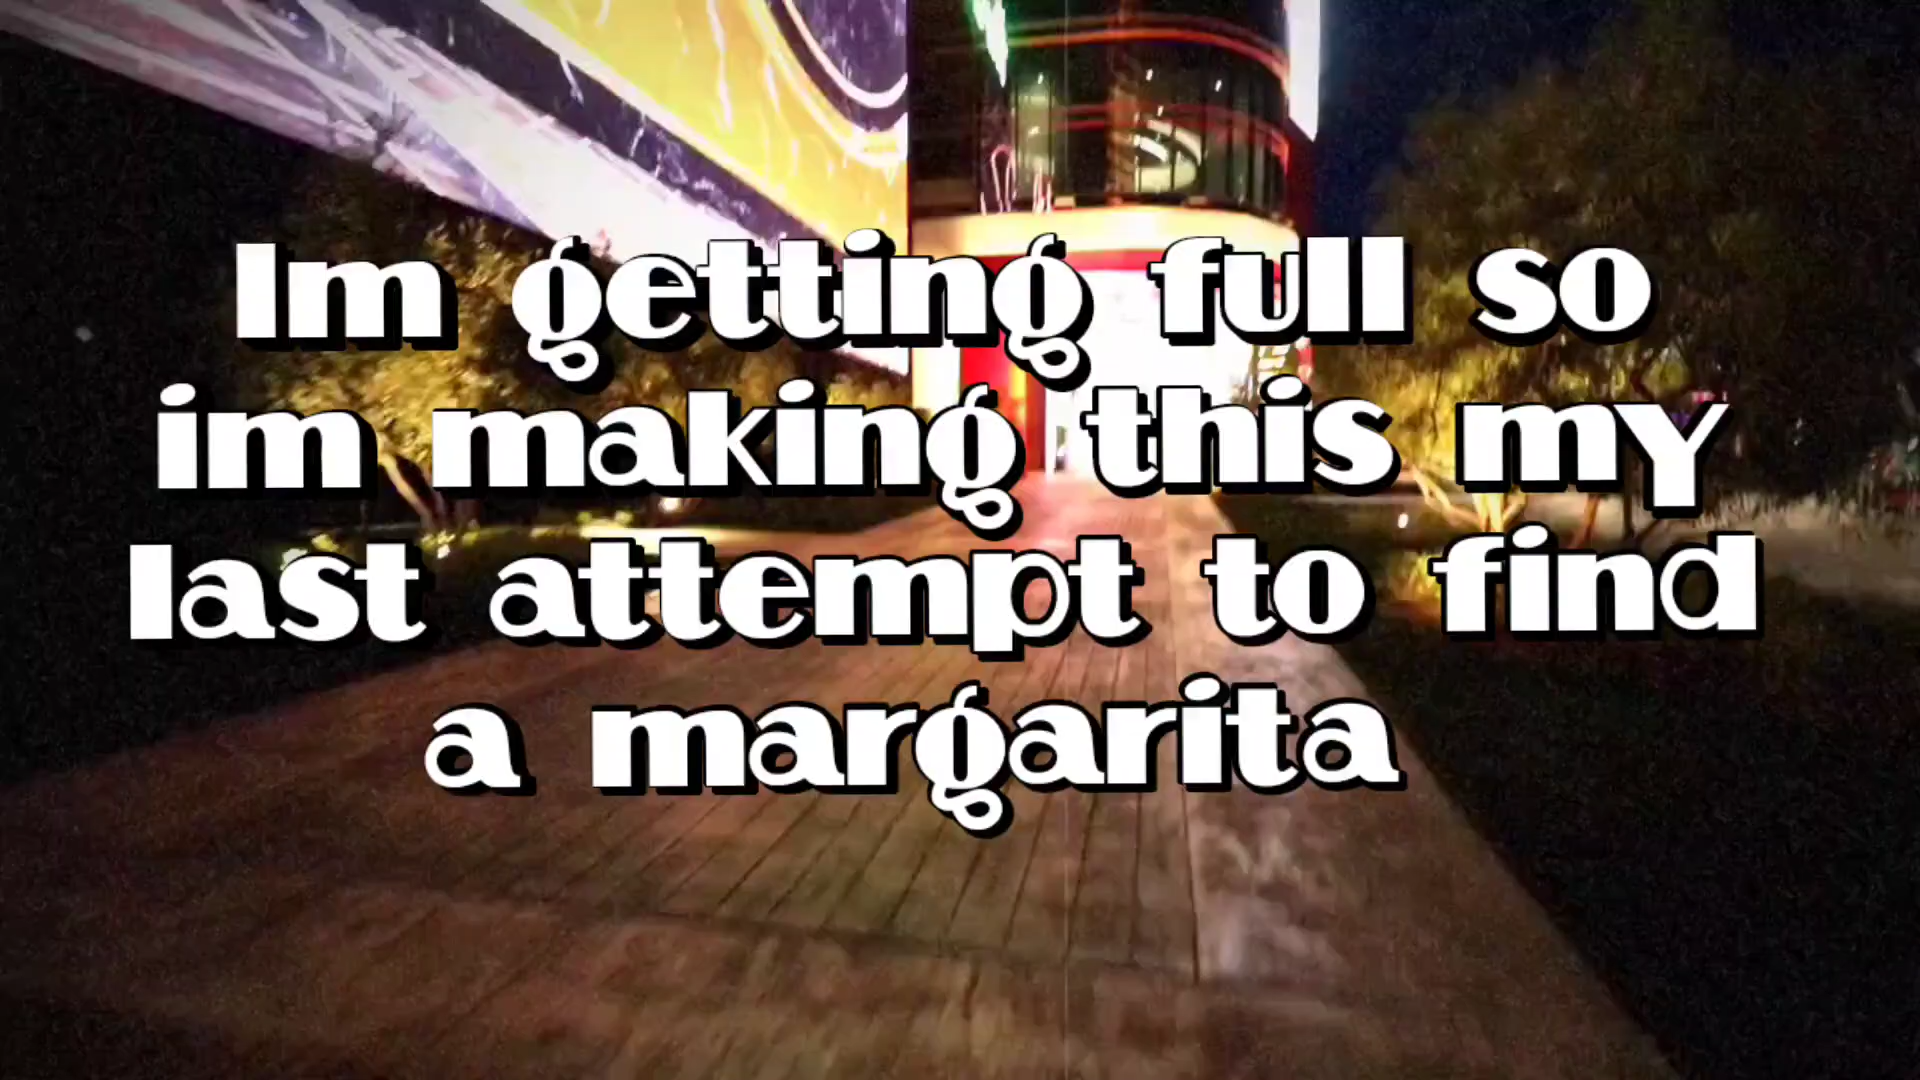 Im getting full so
im making this my
last attempt to find
a margarita